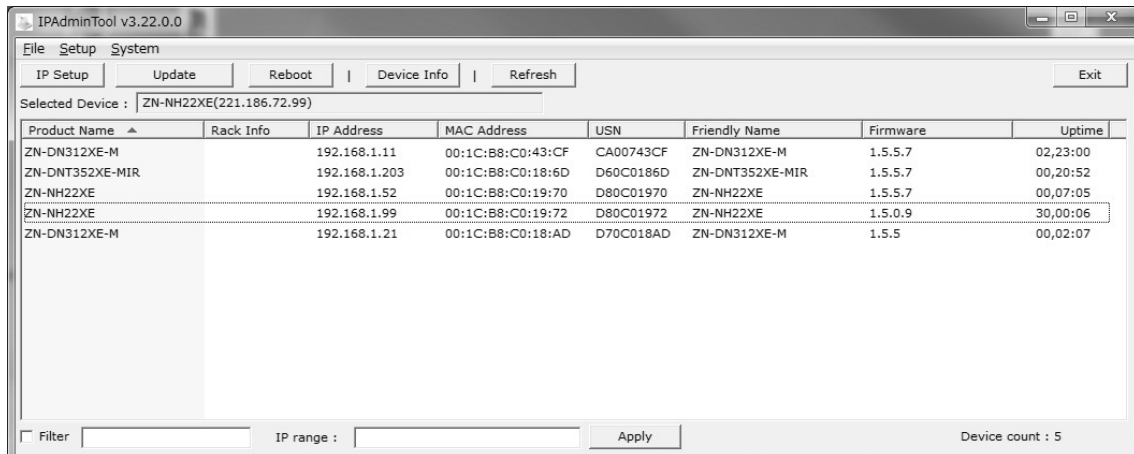 IPAdminTool v3.22.0.0
File Setup System
IP Setup Update Reboot | Device Info | Refresh Exit
Selected Device : ZN-NH22XE(221.186.72.99)
Product Name Rack Info IP Address MAC Address USN Friendly Name Firmware Uptime
ZN-DN312XE-M 192.168.1.11 00:1C:B8:C0:43:CF CA00743CF ZN-DN312XE-M 1.5.5.7 02,23:00
ZN-DNT352XE-MIR 192.168.1.203 00:1C:B8:C0:18:6D D60C0186D ZN-DNT352XE-MIR 1.5.5.7 00,20:52
ZN-NH22XE 192.168.1.52 00:1C:B8:C0:19:70 D80C01970 ZN-NH22XE 1.5.5.7 00,07:05
ZN-NH22XE 192.168.1.99 00:1C:B8:C0:19:72 D80C01972 ZN-NH22XE 1.5.0.9 30,00:06
ZN-DN312XE-M 192.168.1.21 00:1C:B8:C0:18:AD D70C018AD ZN-DN312XE-M 1.5.5 00,02:07
Filter IP range : Apply Device count : 5